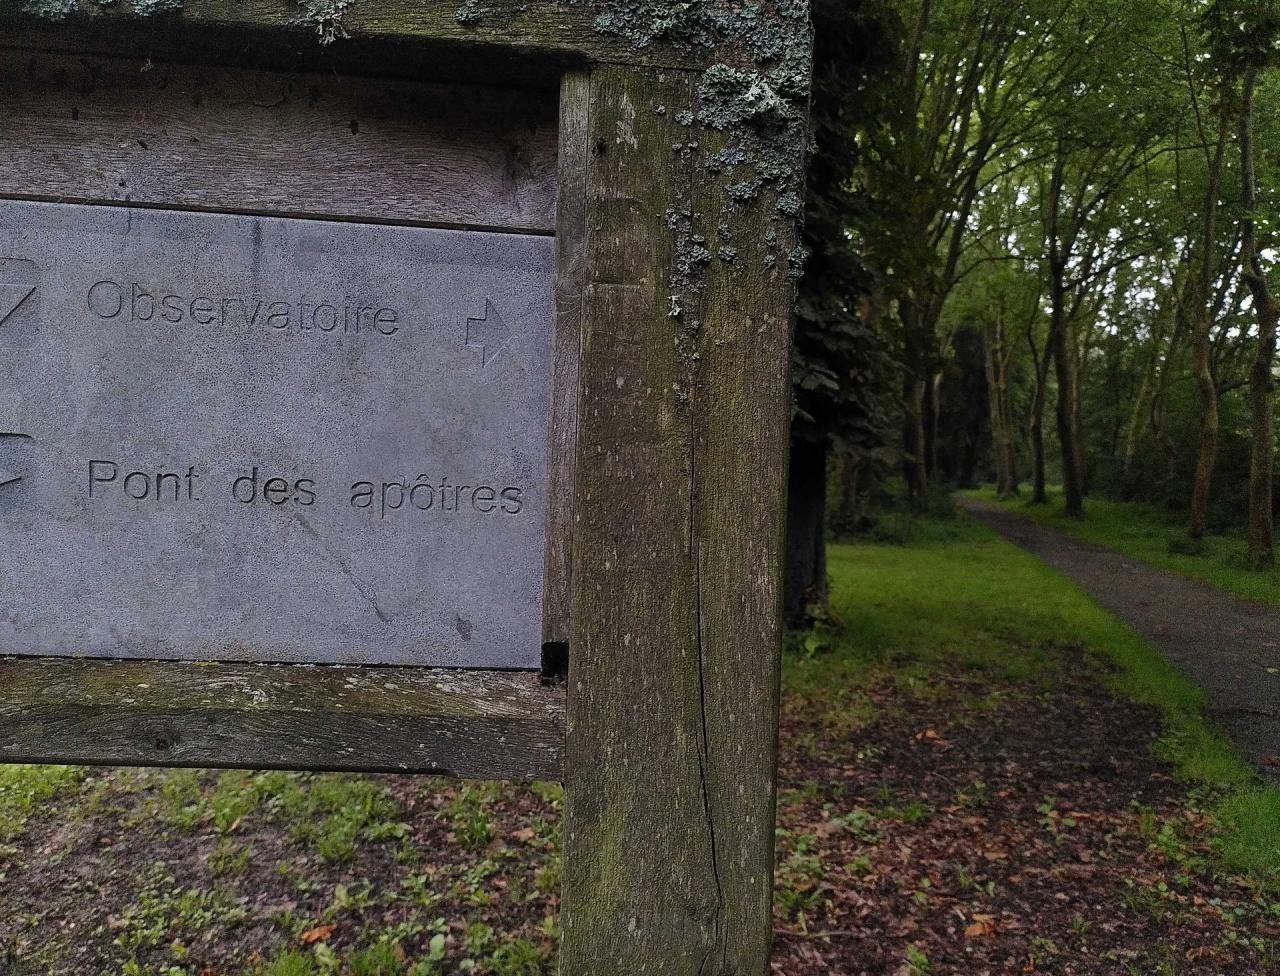 Observatoire
Pont des apôtres